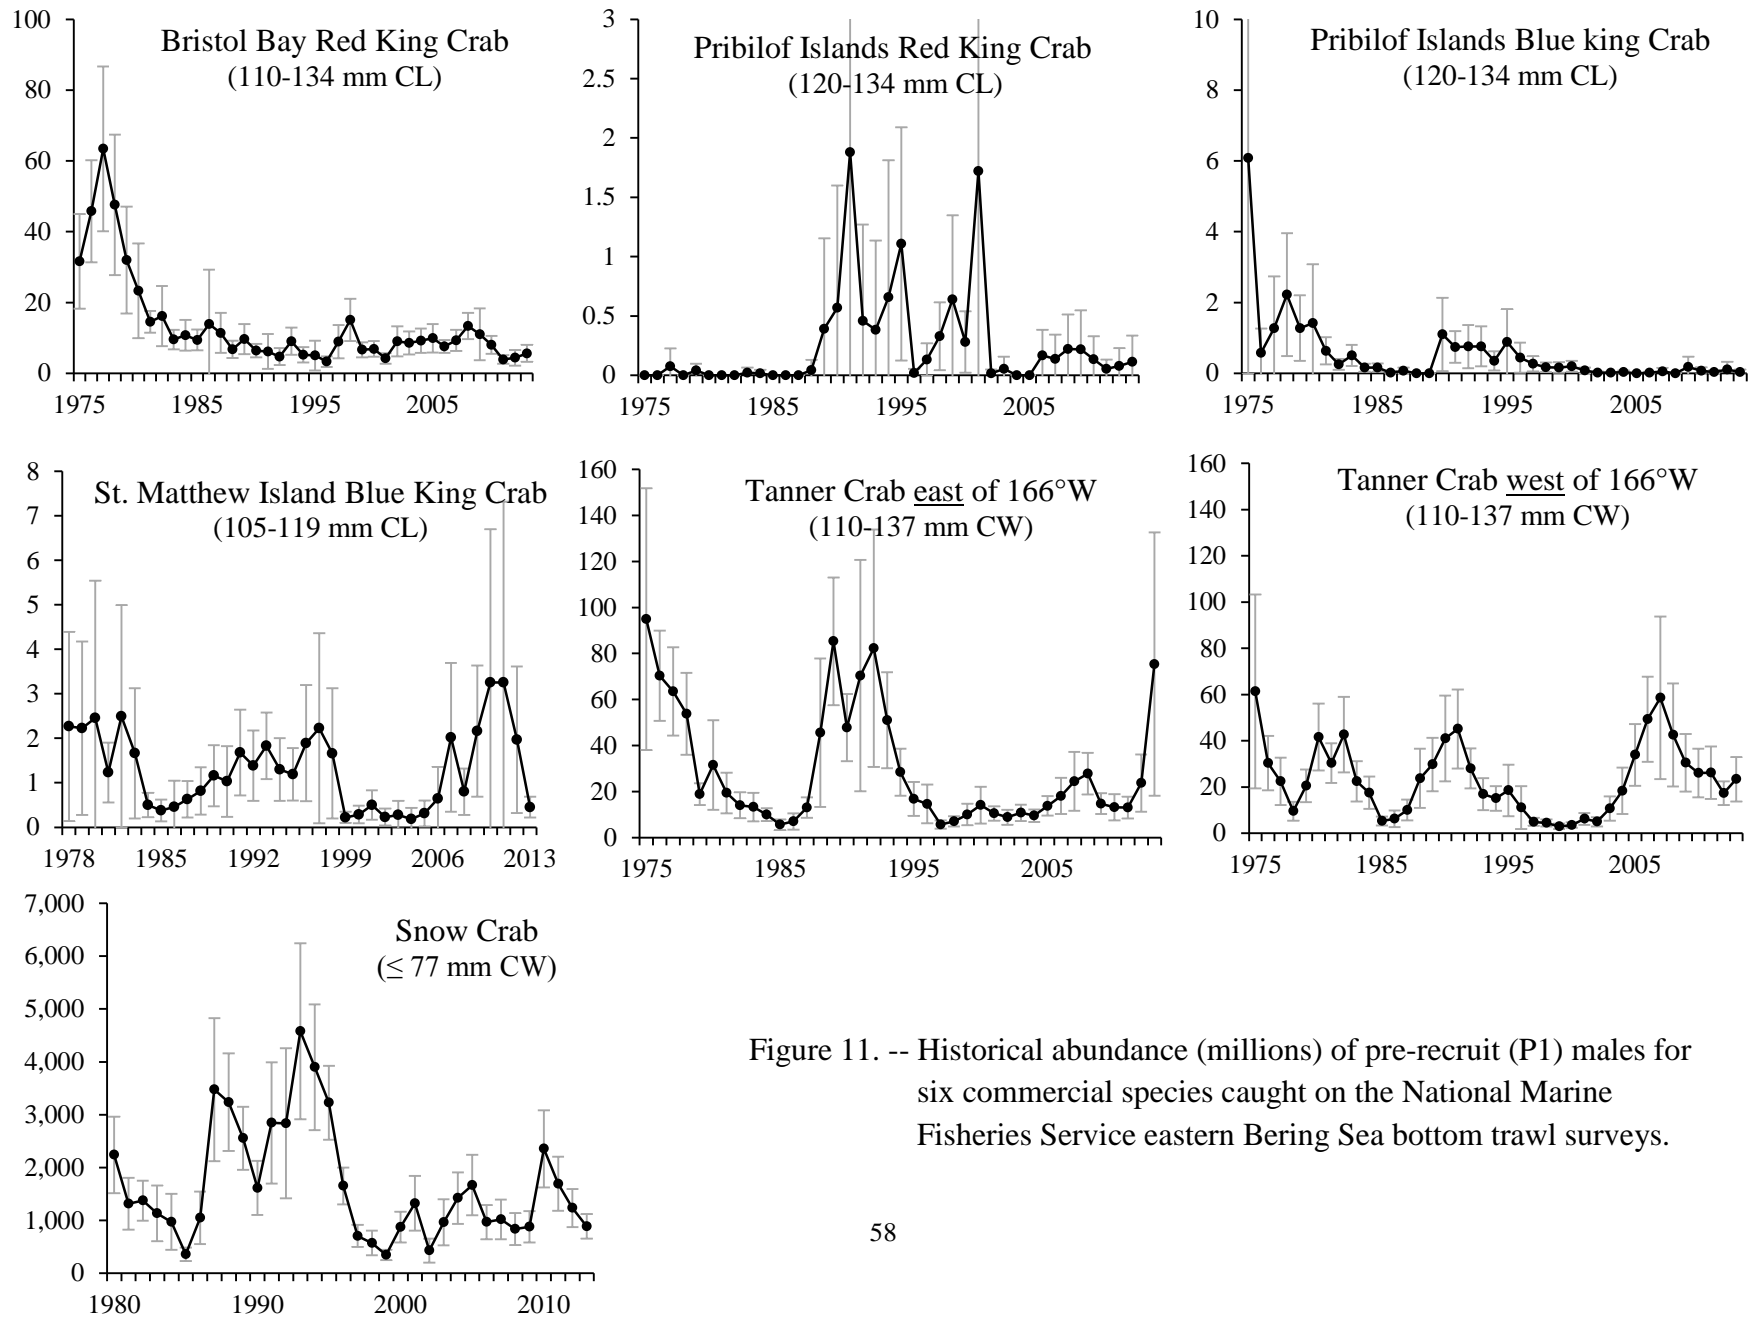 Bristol Bay Red King Crab
(110-134 mm CL)
100
80
60
40
20
0
1975 1985 1995 2005
Pribilof Islands Red King Crab
(120-134 mm CL)
3
2.5
2
1.5
1
0.5
0
1975 1985 1995 2005
Pribilof Islands Blue king Crab
(120-134 mm CL)
10
8
6
4
2
0
1975 1985 1995 2005
St. Matthew Island Blue King Crab
(105-119 mm CL)
8
7
6
5
4
3
2
1
0
1978 1985 1992 1999 2006 2013
Tanner Crab east of 166°W
(110-137 mm CW)
160
140
120
100
80
60
40
20
0
1975 1985 1995 2005
Tanner Crab west of 166°W
(110-137 mm CW)
160
140
120
100
80
60
40
20
0
1975 1985 1995 2005
Snow Crab
(≤ 77 mm CW)
7,000
6,000
5,000
4,000
3,000
2,000
1,000
0
1980 1990 2000 2010
Figure 11. -- Historical abundance (millions) of pre-recruit (P1) males for
six commercial species caught on the National Marine
Fisheries Service eastern Bering Sea bottom trawl surveys.
58